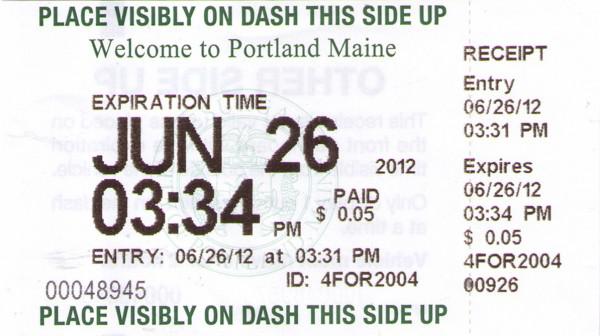 PLACE VISIBLY ON DASH THIS SIDE UP
Welcome to Portland Maine
EXPIRATION TIME
JUN 26 2012
03:34 PM
PAID
$ 0.05
ENTRY: 06/26/12 at 03:31 PM
00048945
ID: 4FOR2004
PLACE VISIBLY ON DASH THIS SIDE UP
RECEIPT
Entry
06/26/12
03:31 PM
Expires
06/26/12
03:34 PM
$ 0.05
4FOR2004
00926